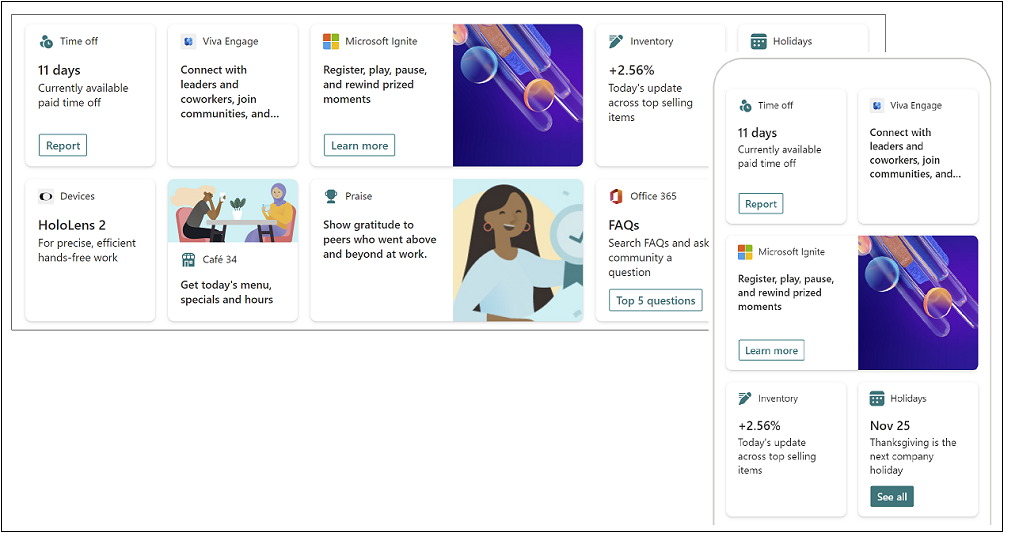 Time off
11 days
Currently available
paid time off
Report
Viva Engage
Connect with
leaders and
coworkers, join
communities, and...
Microsoft Ignite
Register, play, pause,
and rewind prized
moments
Learn more
Inventory
+2.56%
Today's update
across top selling
items
Holidays
Devices
HoloLens 2
For precise, efficient
hands-free work
Café 34
Get today's menu,
specials and hours
Praise
Show gratitude to
peers who went above
and beyond at work.
Office 365
FAQs
Search FAQs and ask
community a
question
Top 5 questions
Time off
11 days
Currently available
paid time off
Report
Viva Engage
Connect with
leaders and
coworkers, join
communities, and...
Microsoft Ignite
Register, play, pause,
and rewind prized
moments
Learn more
Inventory
+2.56%
Today's update
across top selling
items
Holidays
Nov 25
Thanksgiving is the
next company
holiday
See all